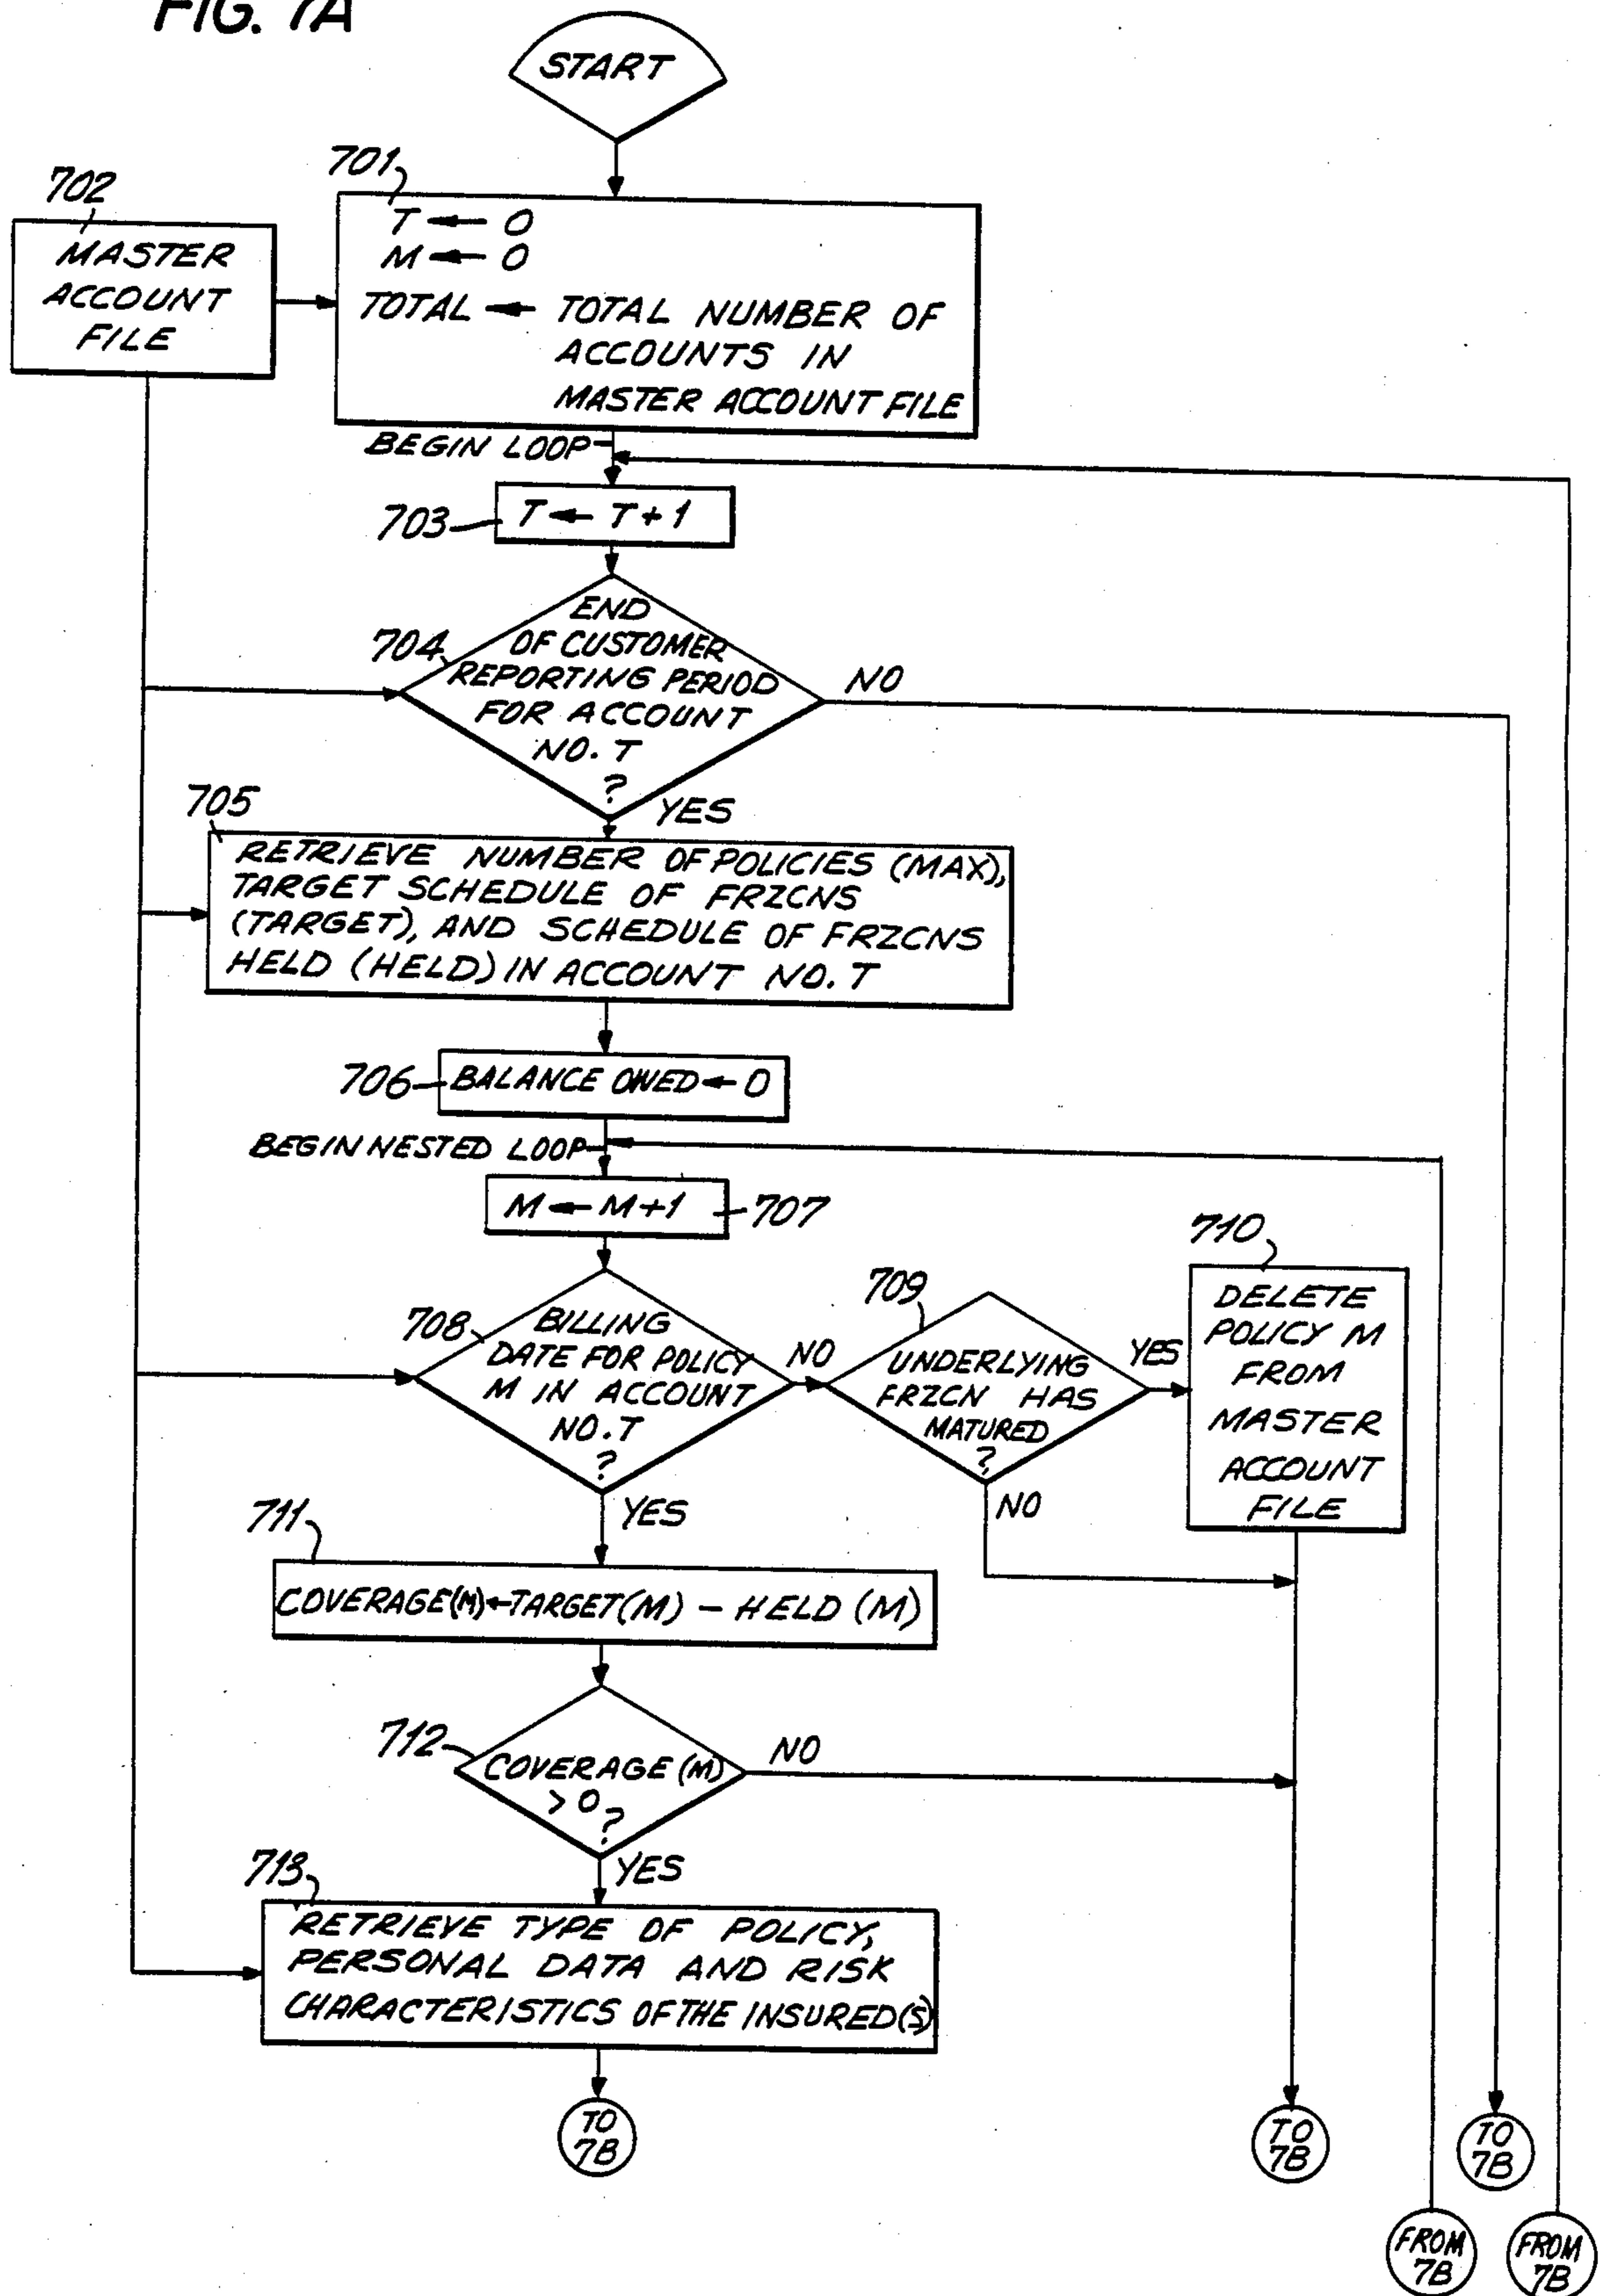 FIG. 7A
START
701
702
T ← 0
M ← 0
TOTAL ← TOTAL NUMBER OF
ACCOUNTS IN
MASTER ACCOUNT FILE
MASTER
ACCOUNT
FILE
BEGIN LOOP
703
T ← T + 1
704
END
OF CUSTOMER
REPORTING PERIOD
FOR ACCOUNT
NO. T
?
NO
YES
705
RETRIEVE NUMBER OF POLICIES (MAX),
TARGET SCHEDULE OF FRZCNS
(TARGET), AND SCHEDULE OF FRZCNS
HELD (HELD) IN ACCOUNT NO. T
706
BALANCE OWED ← 0
BEGIN NESTED LOOP
M ← M+1
707
708
BILLING
DATE FOR POLICY
M IN ACCOUNT
NO. T
?
NO
YES
709
UNDERLYING
FRZCN HAS
MATURED
?
YES
NO
710
DELETE
POLICY M
FROM
MASTER
ACCOUNT
FILE
711
COVERAGE(M)←TARGET(M) – HELD (M)
712
COVERAGE (M)
> 0
?
NO
YES
713
RETRIEVE TYPE OF POLICY,
PERSONAL DATA AND RISK
CHARACTERISTICS OF THE INSURED(S)
TO
7B
TO
7B
TO
7B
FROM
7B
FROM
7B